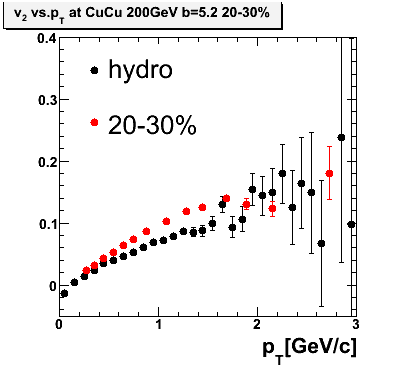 v2 vs.pT at CuCu 200GeV b=5.2 20-30%
0.4
0.3
0.2
0.1
0
hydro
20-30%
0 1 2 3
pT[GeV/c]